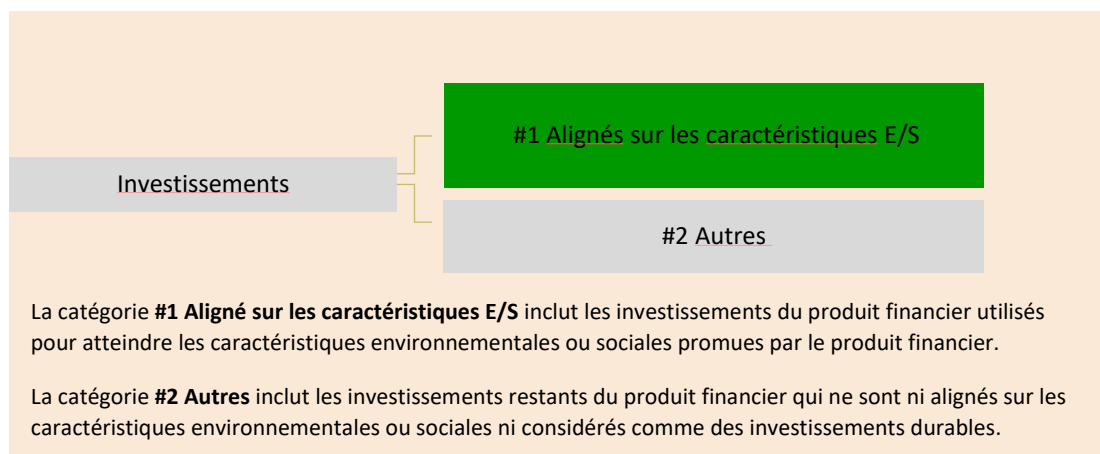 #1 Alignés sur les caractéristiques E/S
Investissements
#2 Autres
La catégorie #1 Aligné sur les caractéristiques E/S inclut les investissements du produit financier utilisés
pour atteindre les caractéristiques environnementales ou sociales promues par le produit financier.
La catégorie #2 Autres inclut les investissements restants du produit financier qui ne sont ni alignés sur les
caractéristiques environnementales ou sociales ni considérés comme des investissements durables.